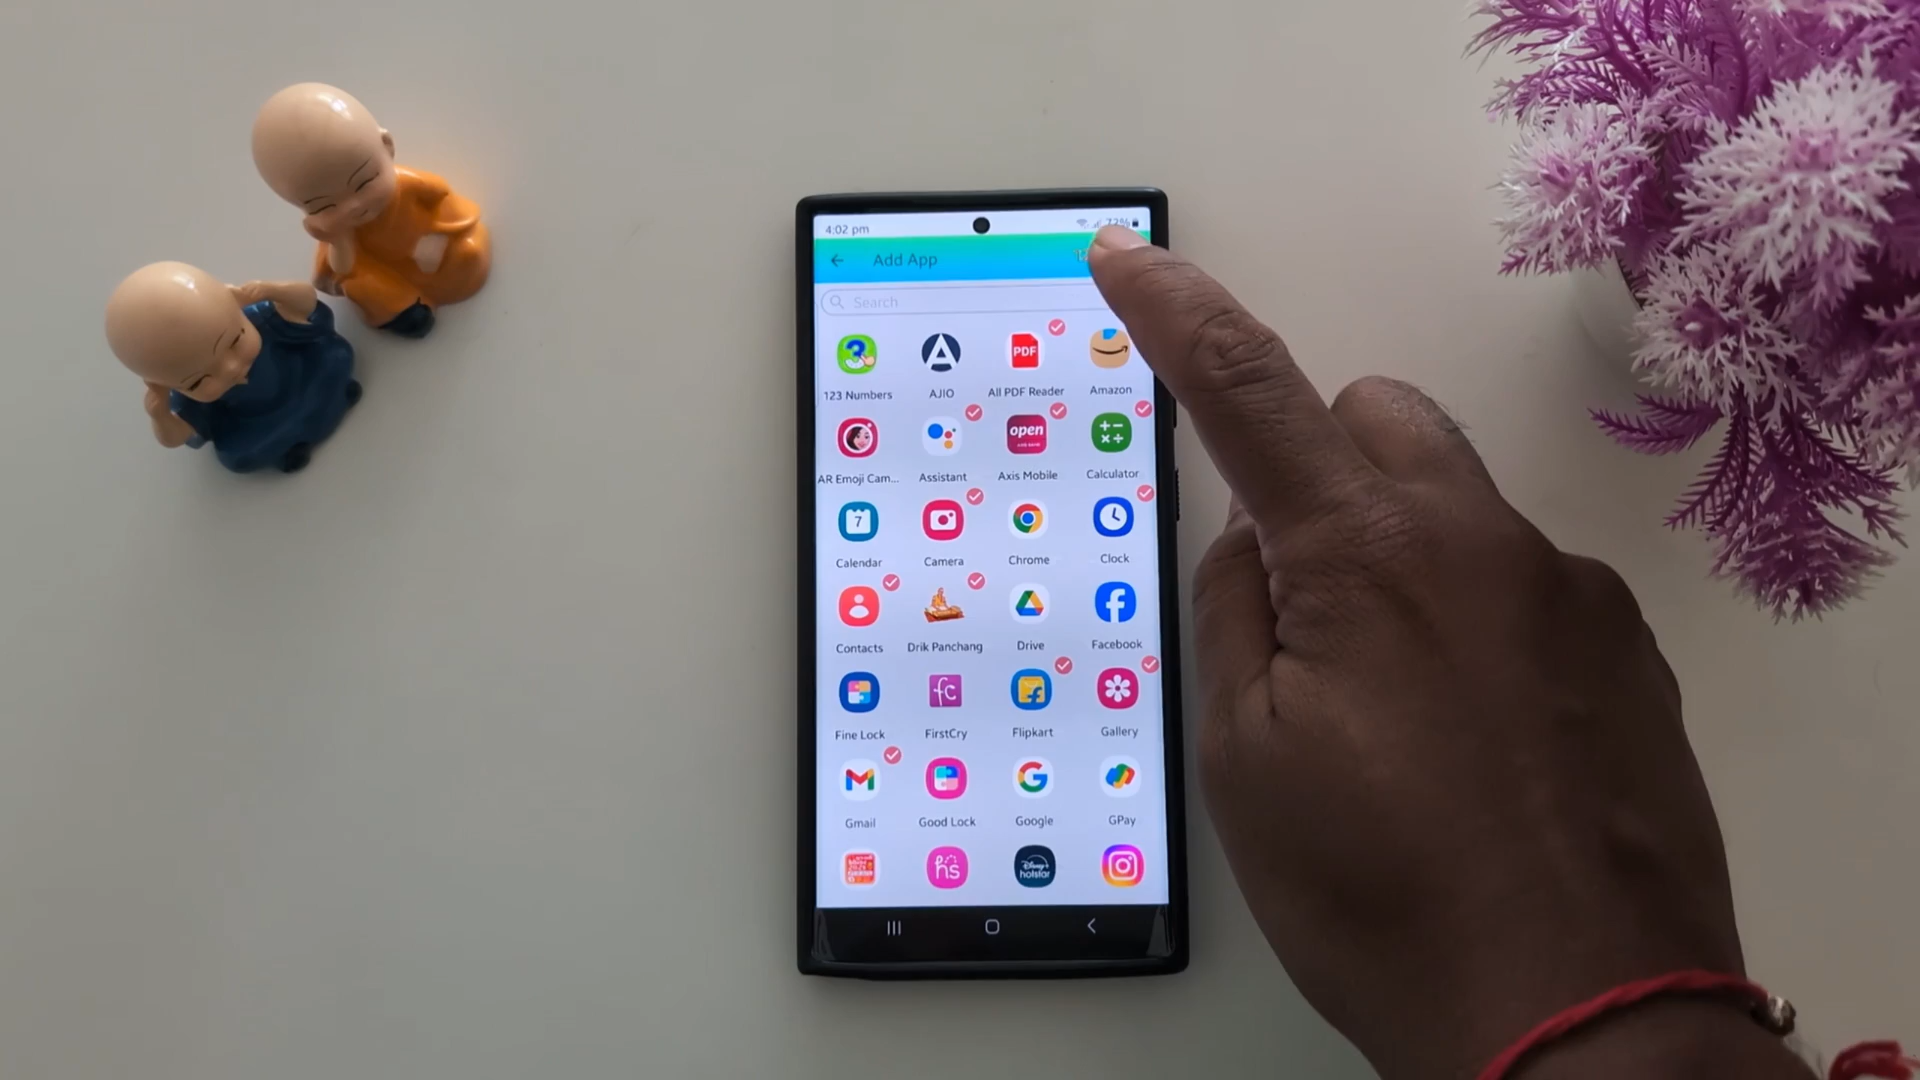 4:02 pm 72%
Add App
Search
PDF
123 Numbers AJIO All PDF Reader Amazon
open
AR Emoji Cam... Assistant Axis Mobile Calculator
7
Calendar Camera Chrome Clock
Contacts Drik Panchang Drive Facebook
fc
Fine Lock FirstCry Flipkart Gallery
Gmail Good Lock Google GPay
hs Disney+ hotstar